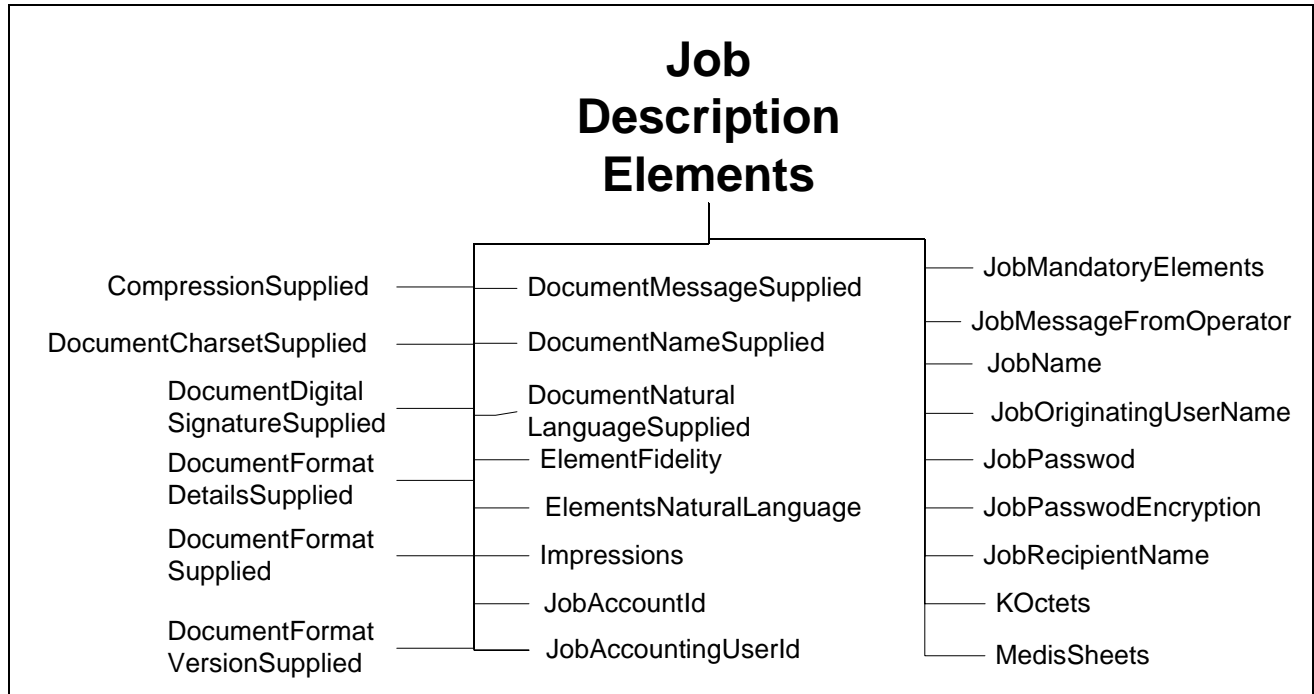 Job
Description
Elements
CompressionSupplied
DocumentCharsetSupplied
DocumentDigital
SignatureSupplied
DocumentFormat
DetailsSupplied
DocumentFormat
Supplied
DocumentFormat
VersionSupplied
DocumentMessageSupplied
DocumentNameSupplied
DocumentNatural
LanguageSupplied
ElementFidelity
ElementsNaturalLanguage
Impressions
JobAccountId
JobAccountingUserId
JobMandatoryElements
JobMessageFromOperator
JobName
JobOriginatingUserName
JobPasswod
JobPasswodEncryption
JobRecipientName
KOctets
MedisSheets